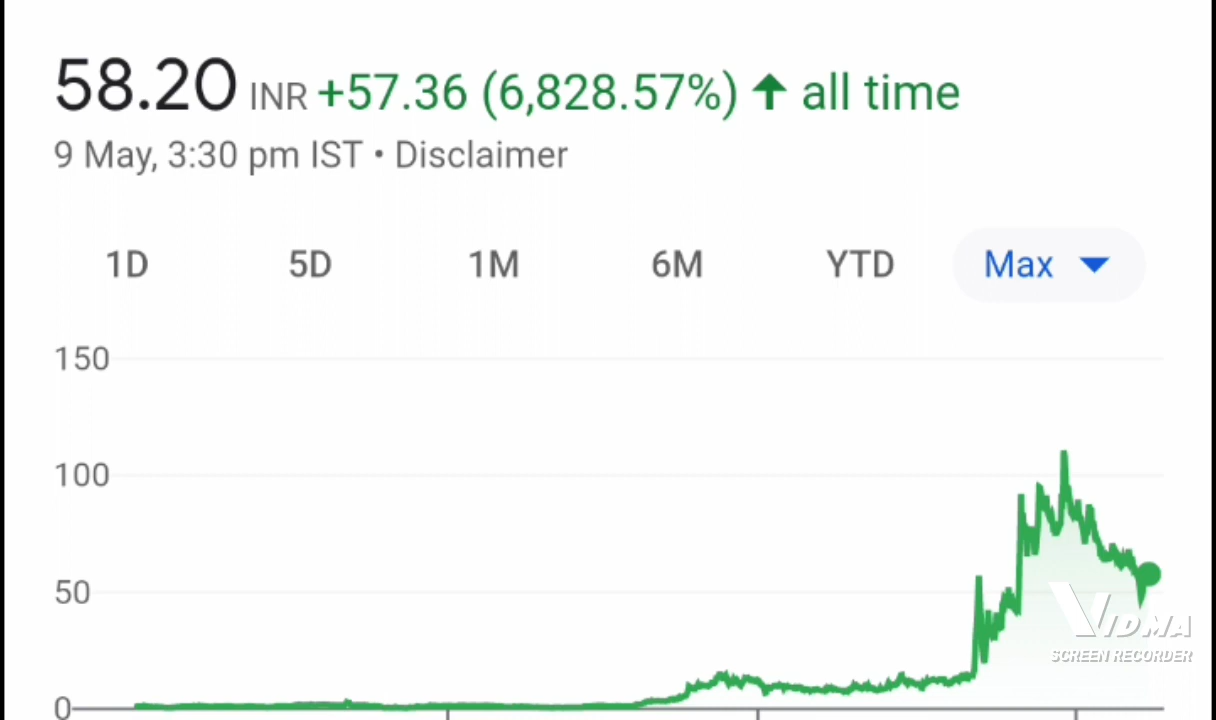 58.20 INR +57.36 (6,828.57%) ↑ all time
9 May, 3:30 pm IST • Disclaimer
1D 5D 1M 6M YTD Max
150
100
50
VIDMA
SCREEN RECORDER
0